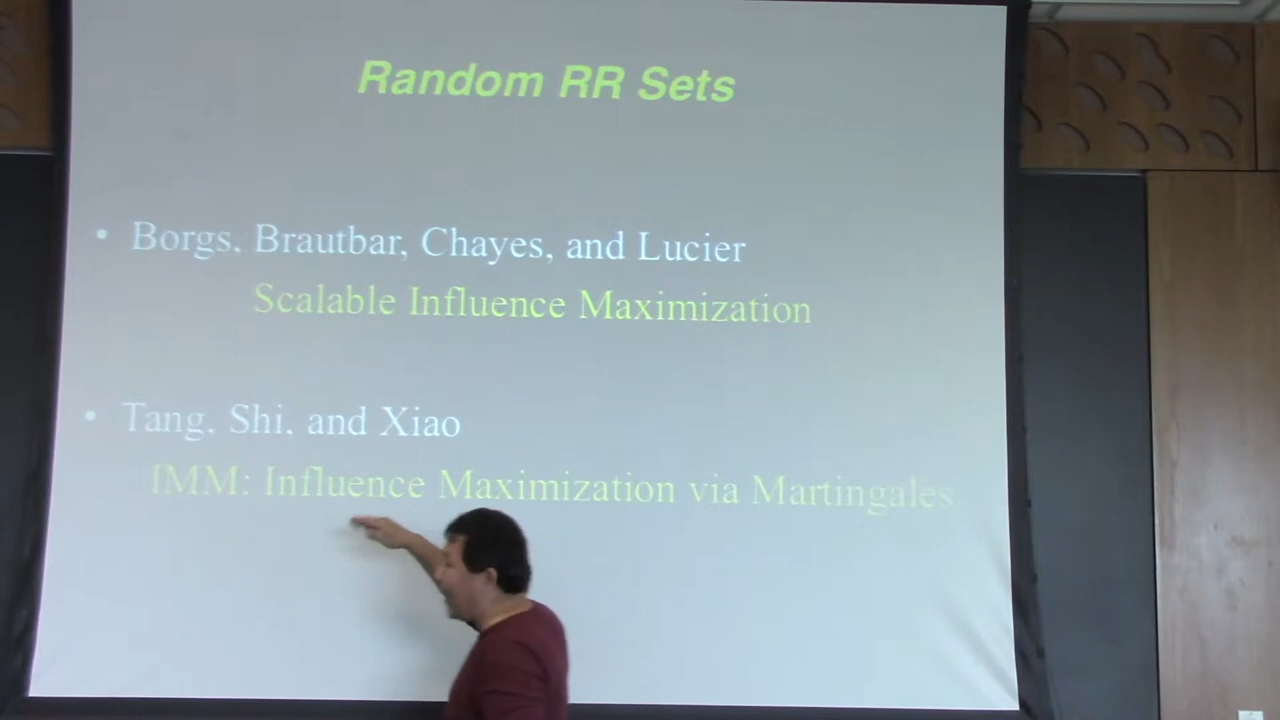 Random RR Sets
• Borgs, Brautbar, Chayes, and Lucier
Scalable Influence Maximization
• Tang, Shi, and Xiao
IMM: Influence Maximization via Martingales